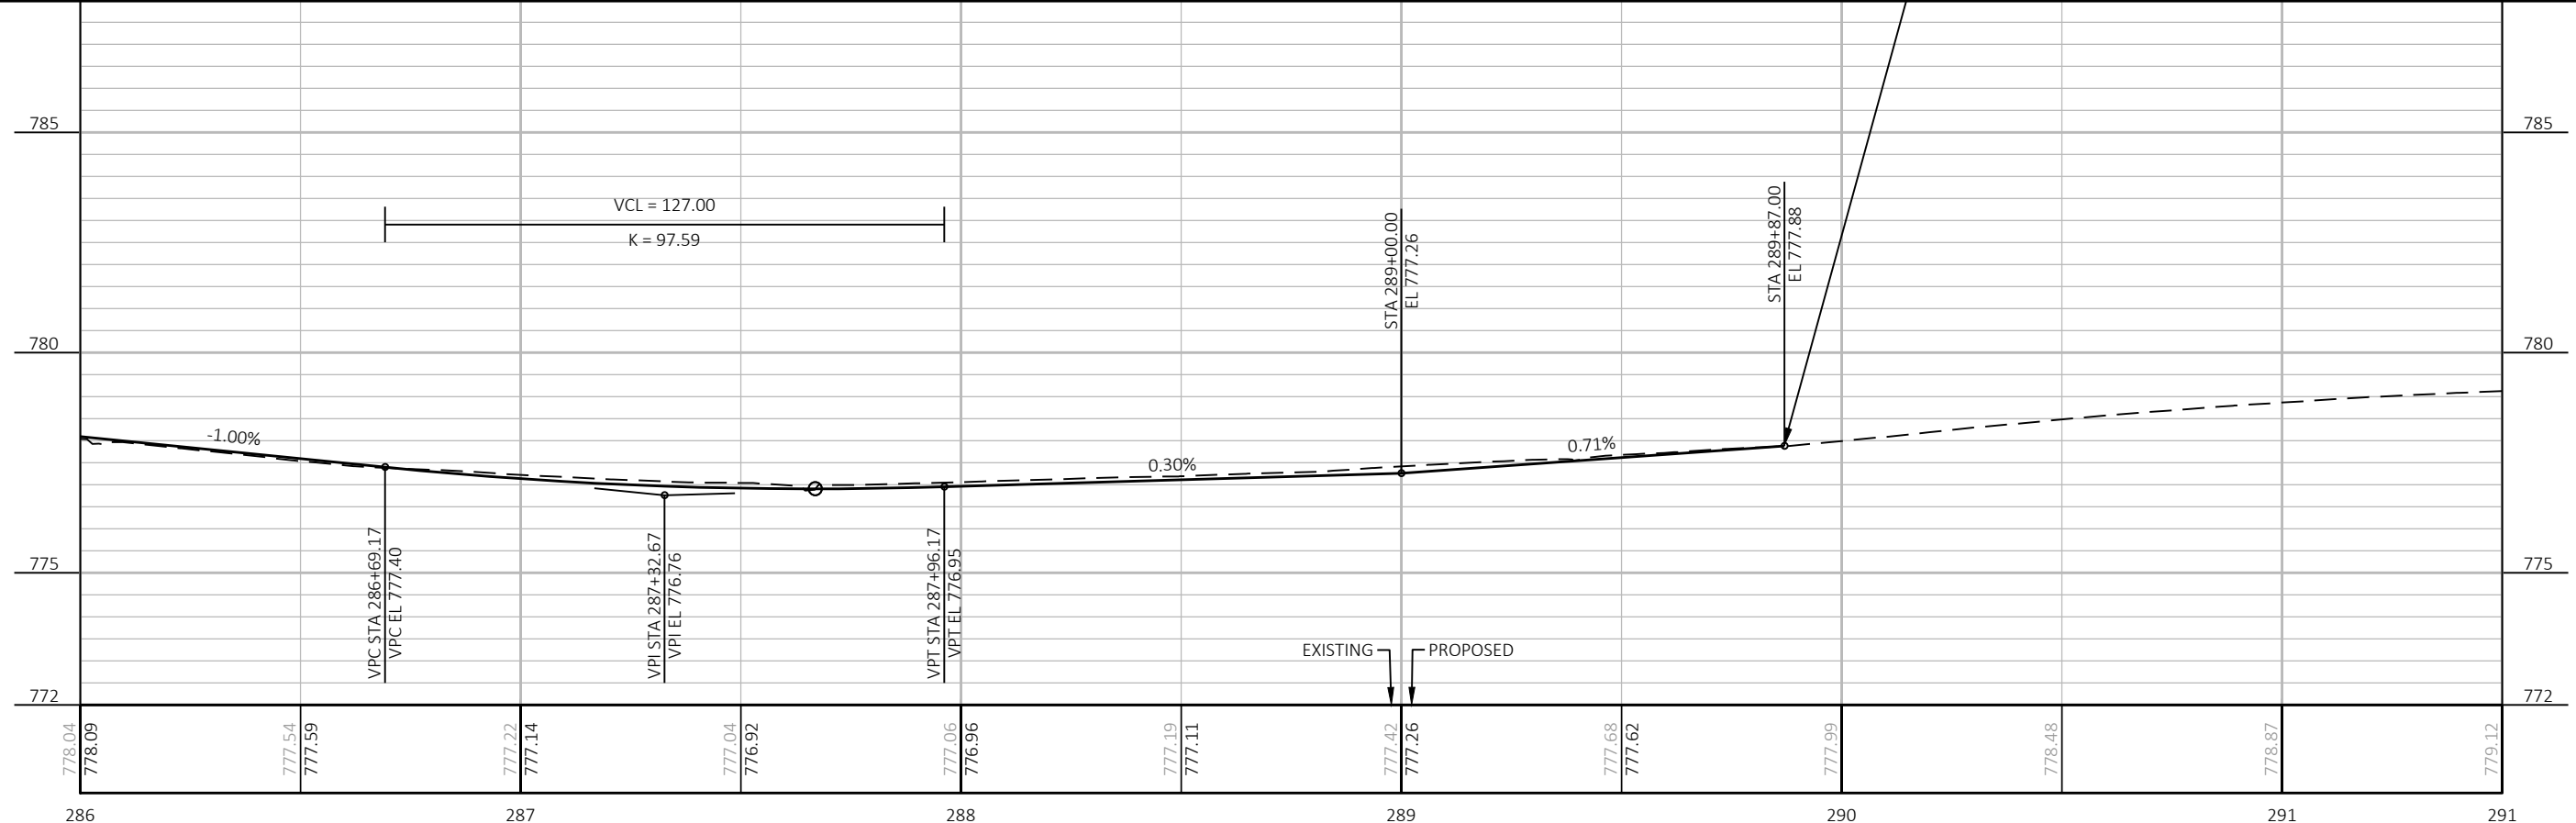 785
785
VCL = 127.00
K = 97.59
STA 289+00.00
EL 777.26
STA 289+87.00
EL 777.88
780
780
-1.00%
0.30%
0.71%
775
775
VPC STA 286+69.17
VPC EL 777.40
VPI STA 287+32.67
VPI EL 776.76
VPT STA 287+96.17
VPT EL 776.95
EXISTING
PROPOSED
772
772
778.04
778.09
777.54
777.59
777.22
777.14
777.04
776.92
777.06
776.96
777.19
777.11
777.42
777.26
777.68
777.62
777.99
778.48
778.87
779.12
286
287
288
289
290
291
291